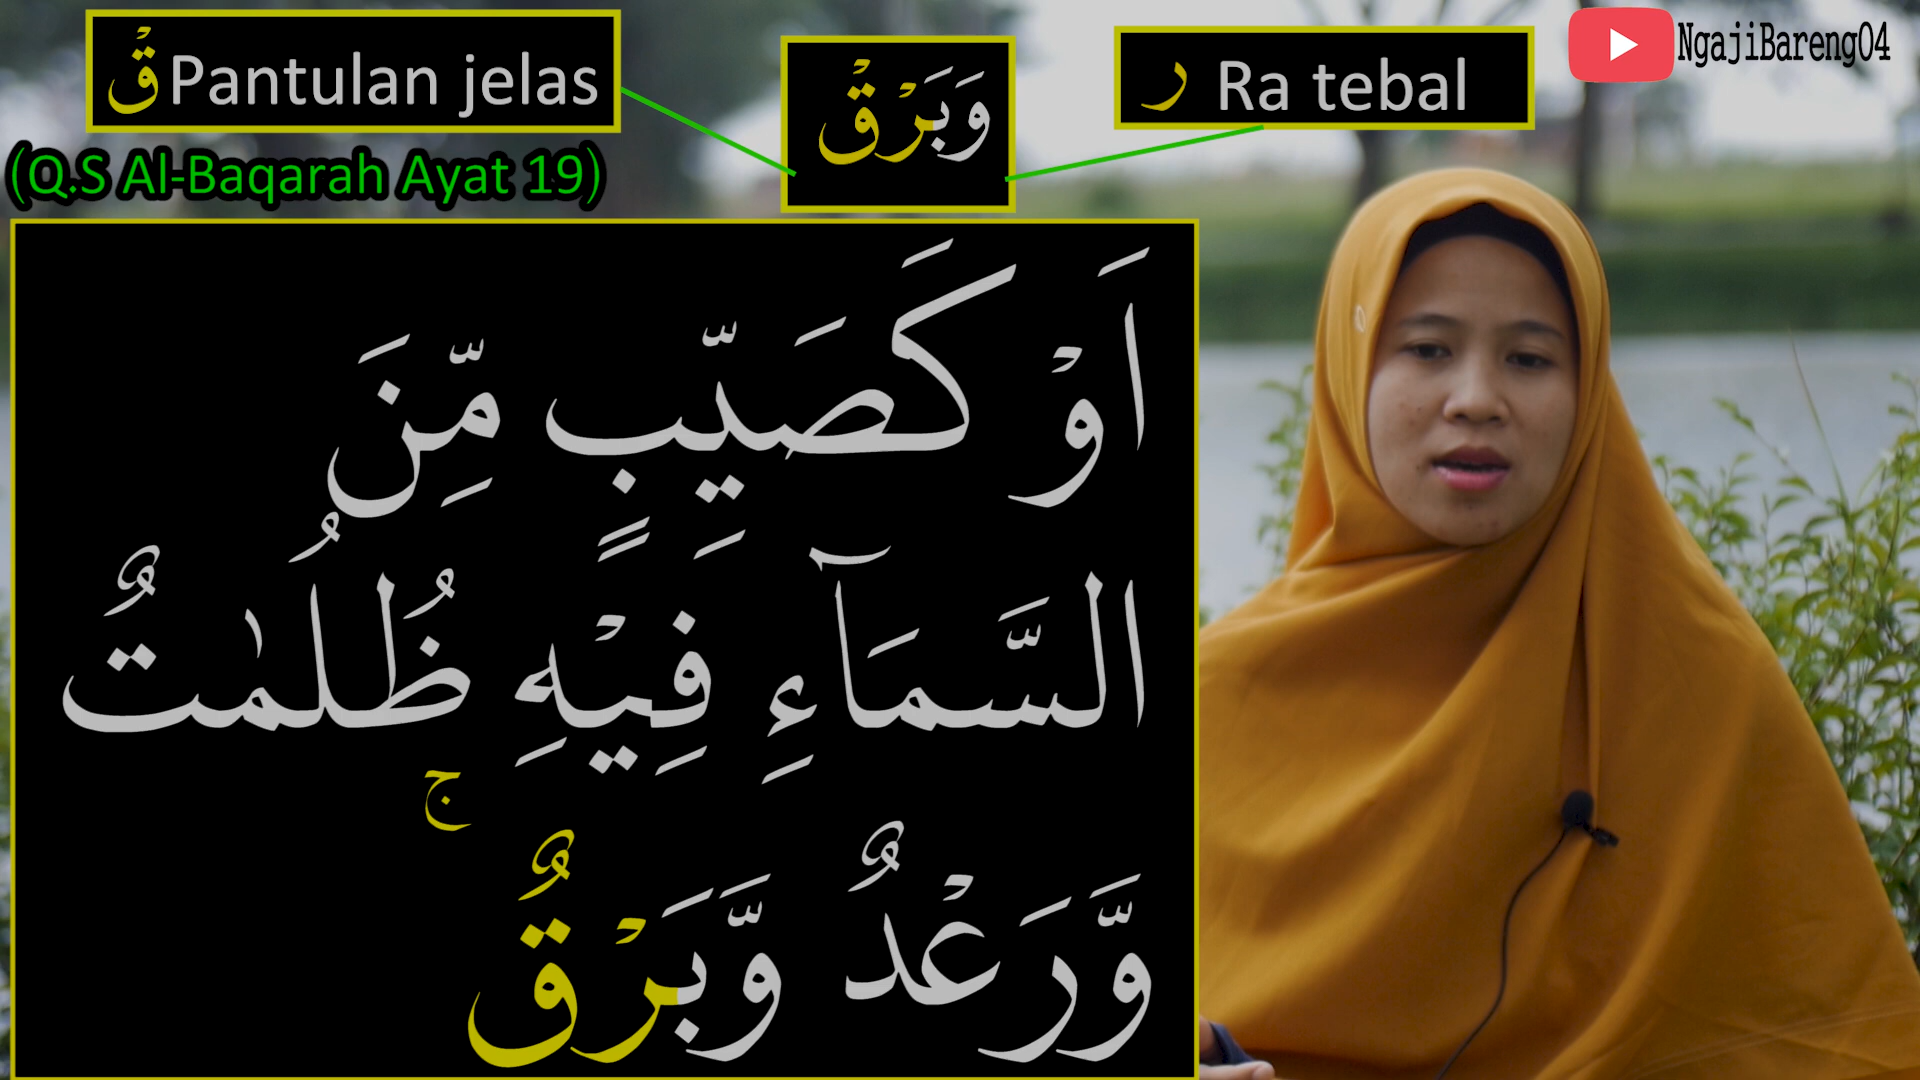 قْ Pantulan jelas
وَبَرْقْ
ر Ra tebal
NgajiBareng04
(Q.S Al-Baqarah Ayat 19)
اَوْ كَصَيِّبٍ مِّنَ
السَّمَآءِ فِيْهِ ظُلُمٰتٌ
وَّرَعْدٌ وَّبَرْقٌ ۚ